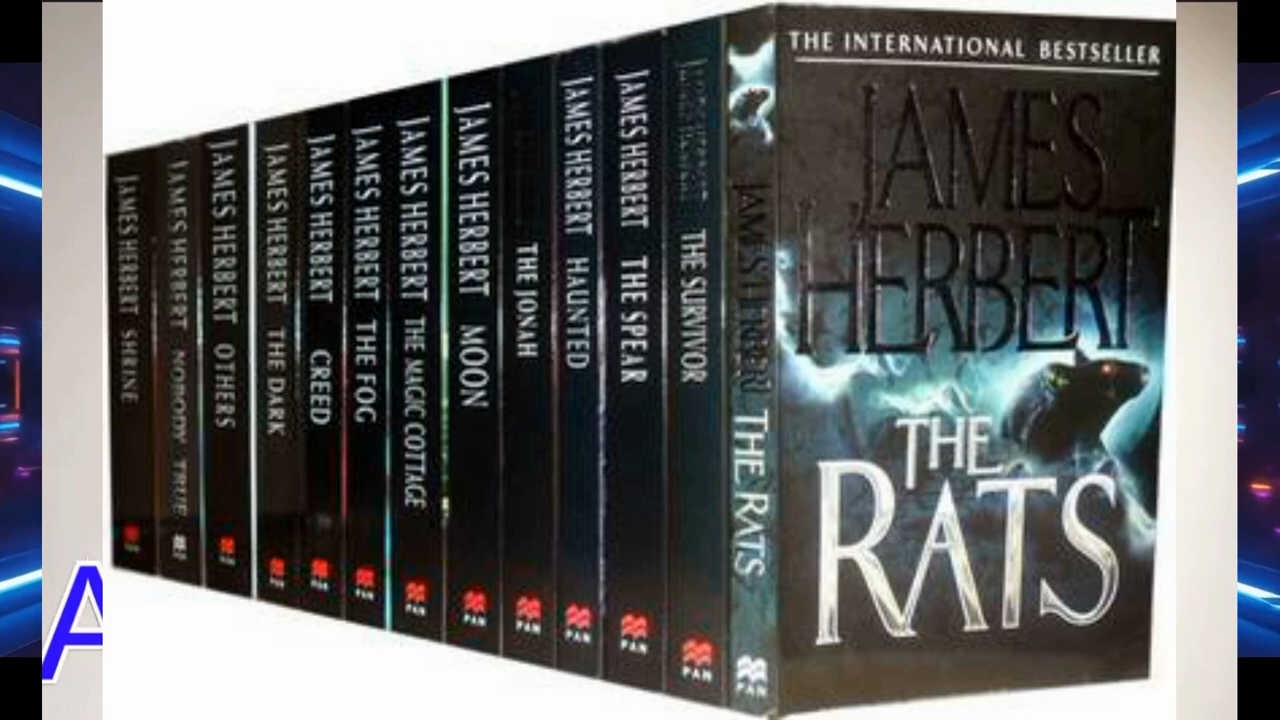 JAMES HERBERT SHRINE
JAMES HERBERT NOBODY TRUE
JAMES HERBERT OTHERS
JAMES HERBERT THE DARK
JAMES HERBERT CREED
JAMES HERBERT THE FOG
JAMES HERBERT THE MAGIC COTTAGE
PAN
JAMES HERBERT MOON
PAN
THE JONAH
PAN
JAMES HERBERT HAUNTED
PAN
JAMES HERBERT THE SPEAR
PAN
JAMES HERBERT THE SURVIVOR
PAN
JAMES HERBERT THE RATS
PAN
THE INTERNATIONAL BESTSELLER
JAMES
HERBERT
THE
RATS
A